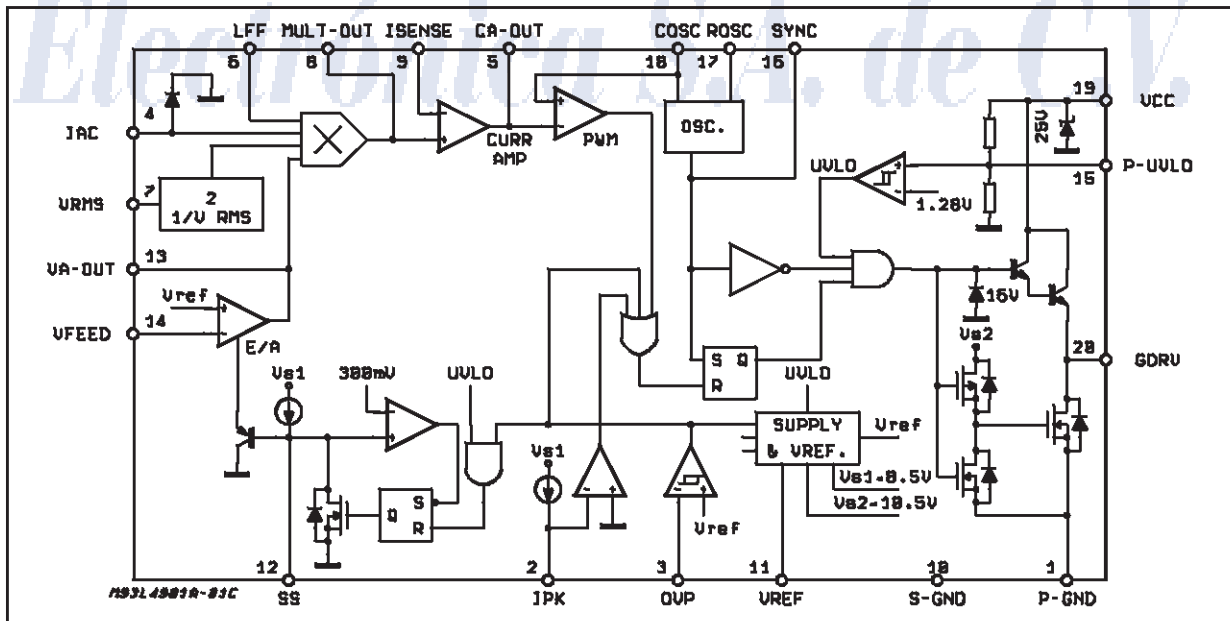 Electrónica S.A. de C.V.
LFF MULT-OUT ISENSE CA-OUT COSC ROSC SYNC
6 8 9 5 18 17 16
19
VCC
4
IAC
OSC.
25V
CURR
AMP
PWM
UVLO
P-UVLO
15
7
VRMS
2
1/V RMS
1.28V
13
VA-OUT
15V
Vref
14
VFEED
E/A
Vs2
20
GDRV
S Q
R
Vs1
300mV
UVLO
UVLO
SUPPLY
& VREF.
Vref
Vs1
Vs1-8.5V
Vs2-10.5V
Q S
R
Vref
12 2 3 11 10 1
M93L4981A-01C
SS IPK OVP VREF S-GND P-GND